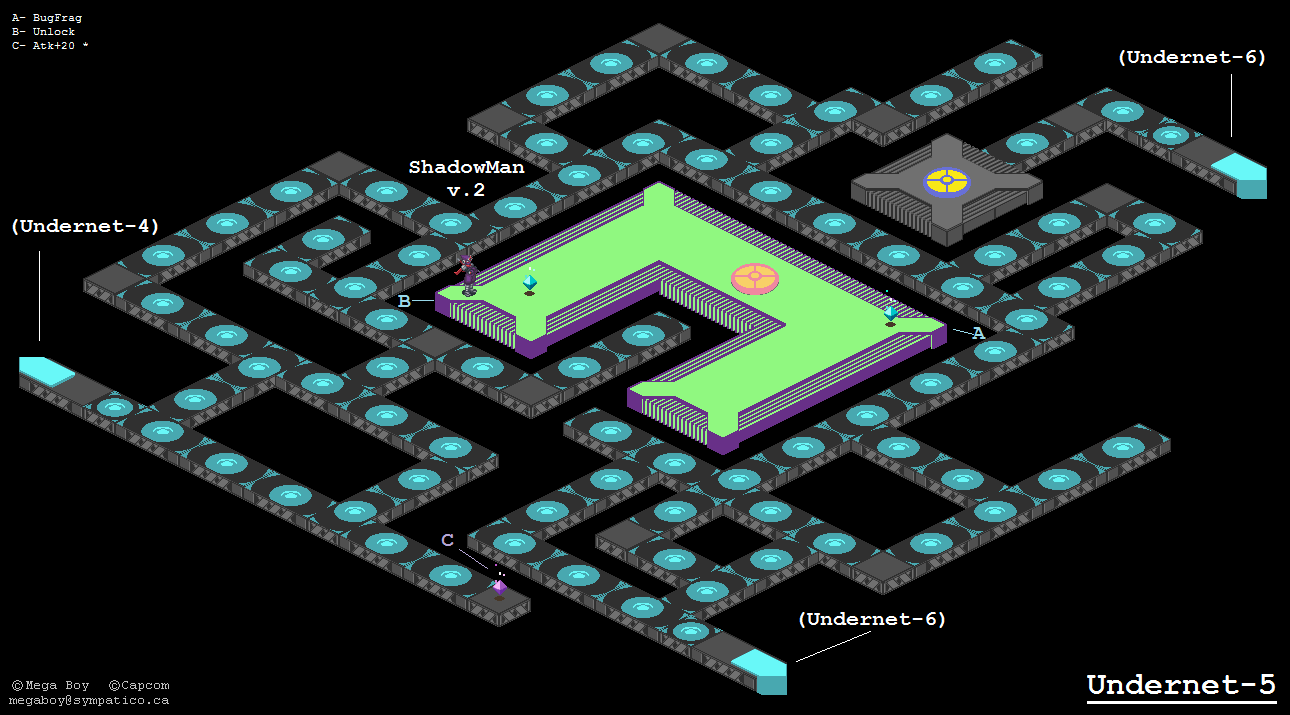 A- BugFrag
B- Unlock
C- Atk+20 *
(Undernet-6)
ShadowMan
v.2
(Undernet-4)
B
A
C
(Undernet-6)
©Mega Boy ©Capcom
megaboy@sympatico.ca
Undernet-5